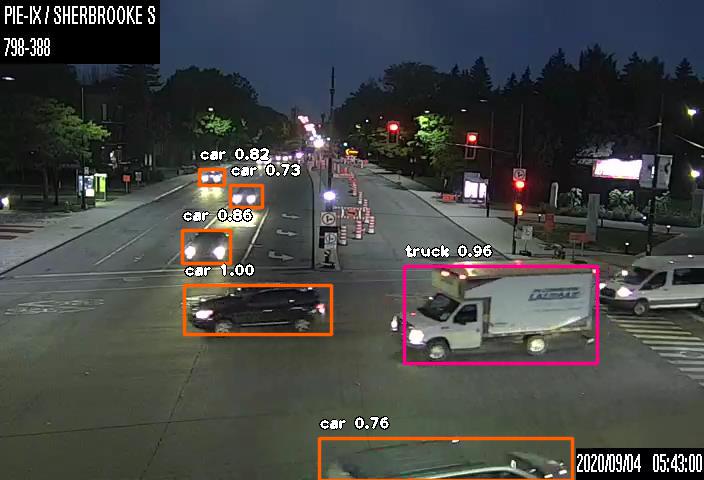 PIE-IX / SHERBROOKE S
798-388
car 0.82
car 0.73
car 0.86
car 1.00
truck 0.96
car 0.76
2020/09/04 05:43:00